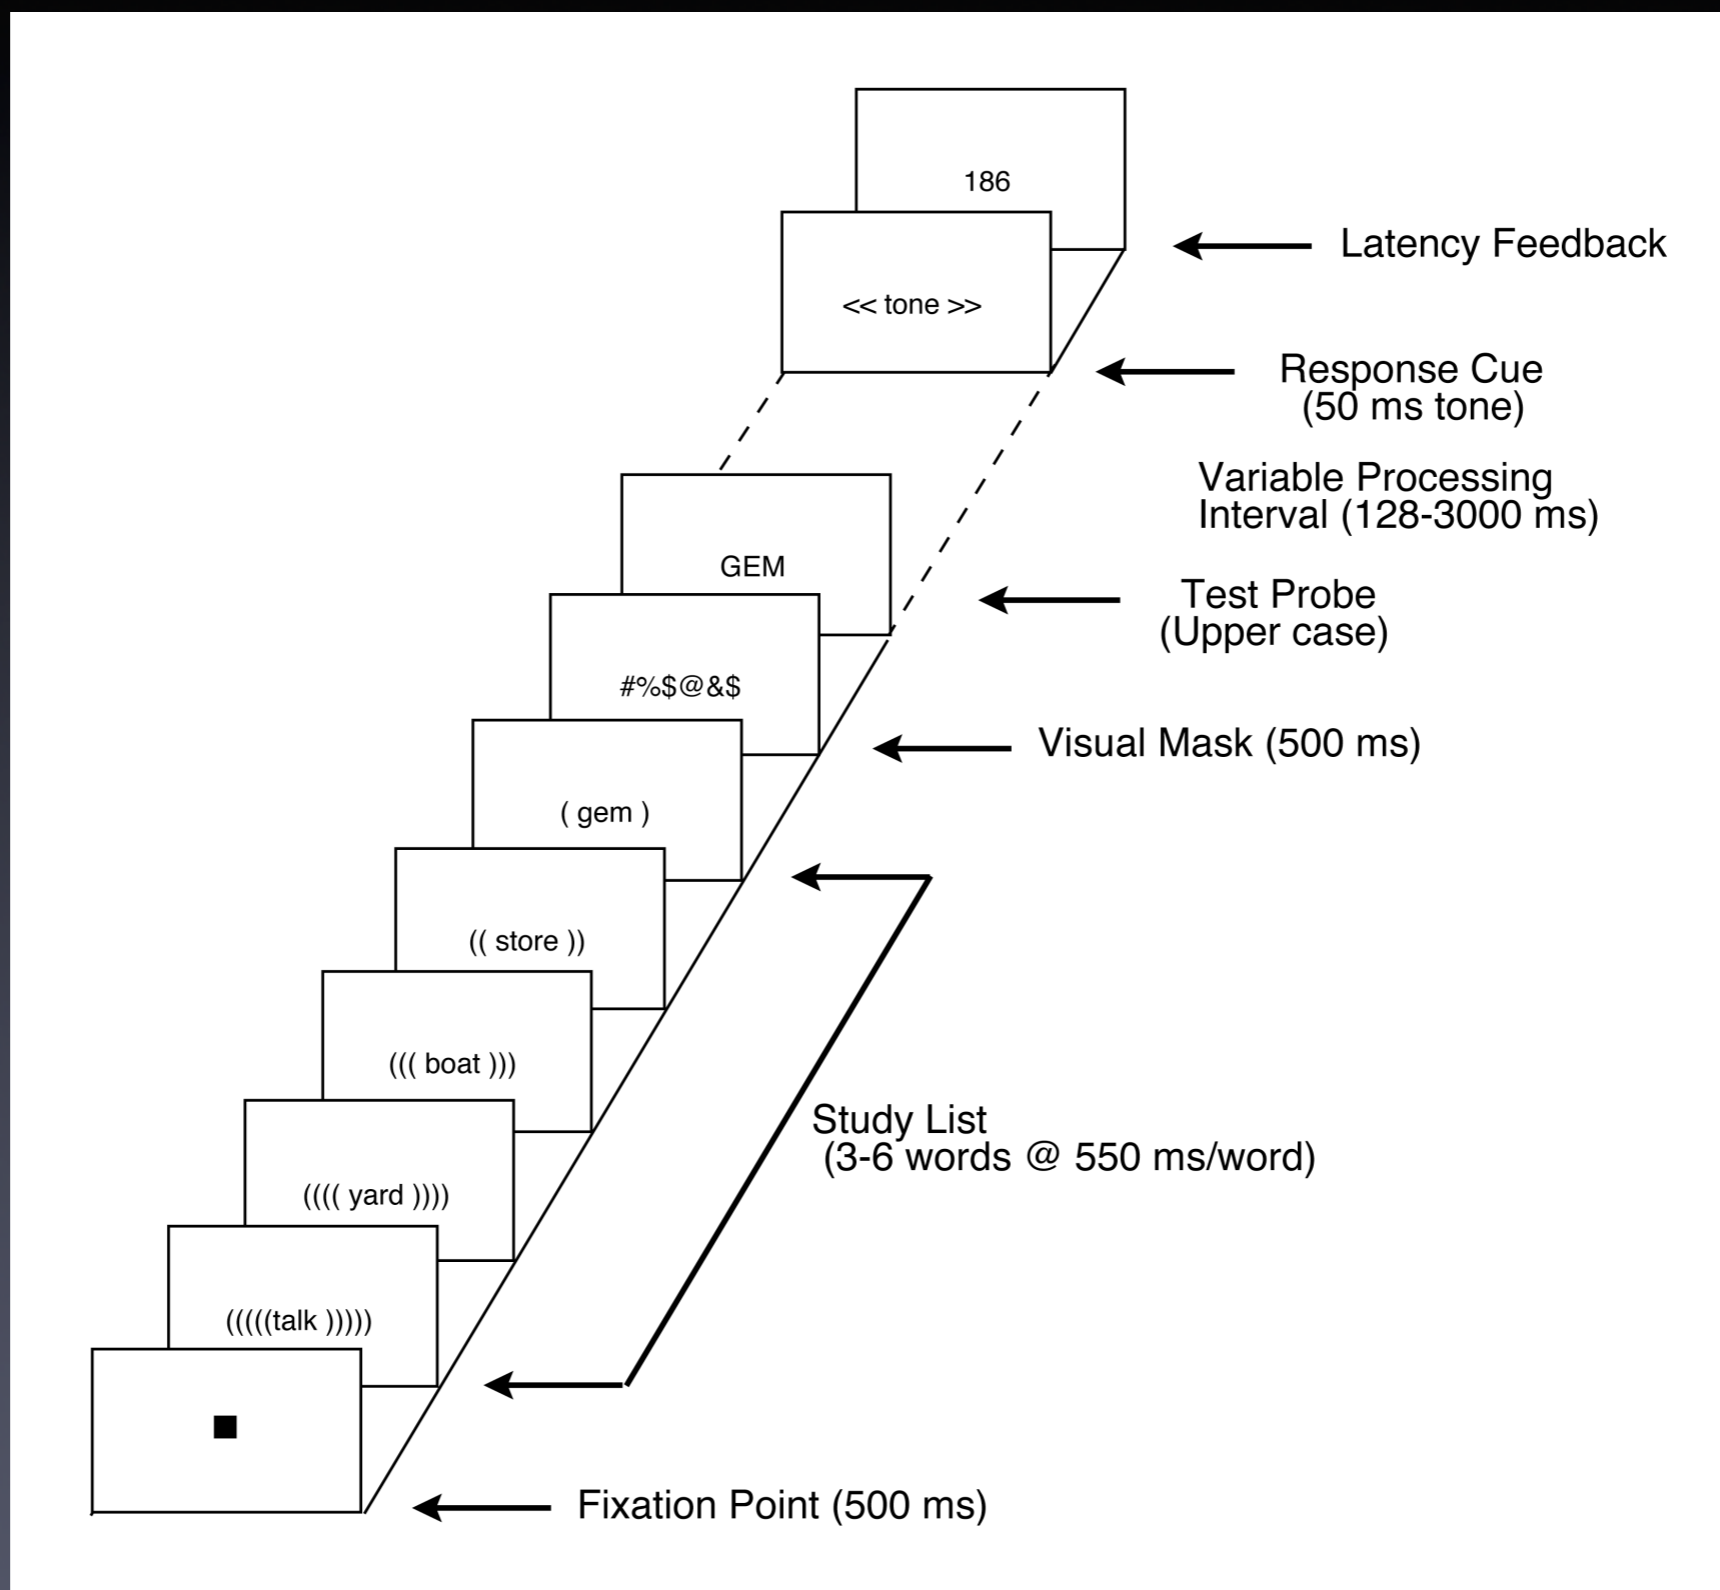 186
Latency Feedback
<< tone >>
Response Cue
(50 ms tone)
Variable Processing
Interval (128-3000 ms)
GEM
Test Probe
(Upper case)
#%$@&$
Visual Mask (500 ms)
( gem )
(( store ))
((( boat )))
Study List
(3-6 words @ 550 ms/word)
(((( yard ))))
(((((talk )))))
Fixation Point (500 ms)